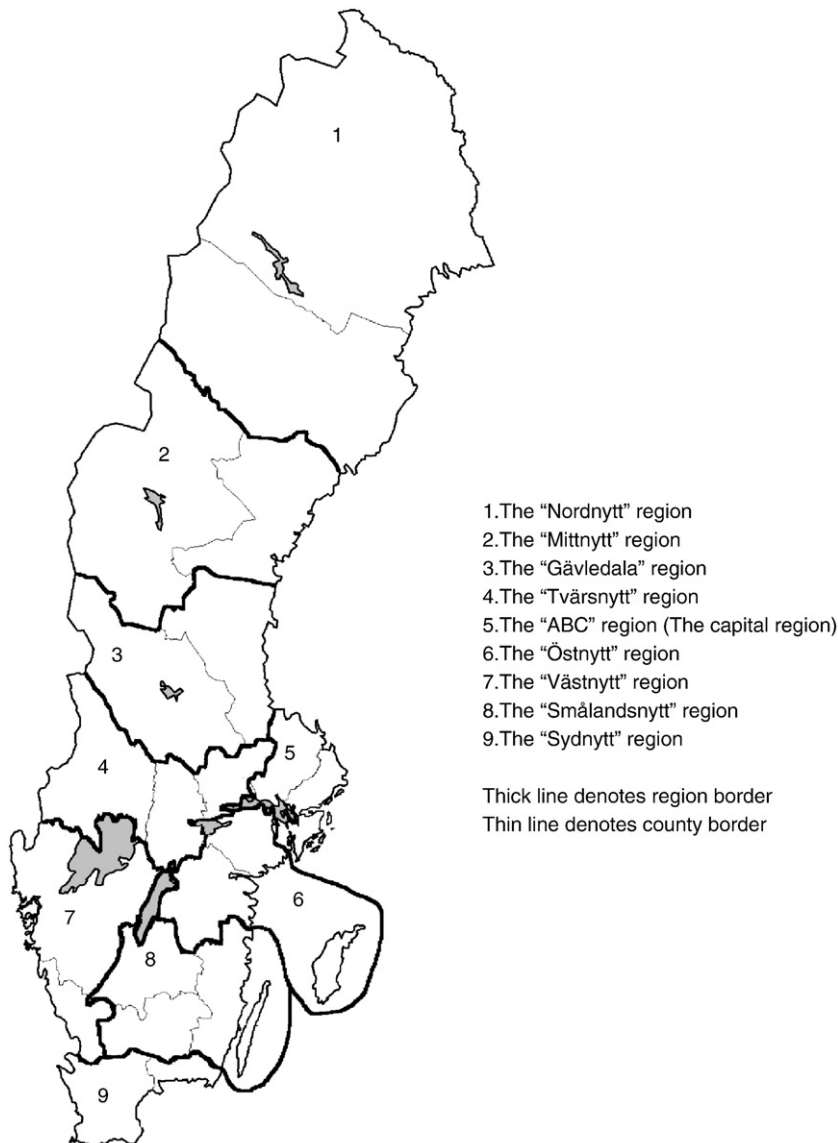 1
2
3
4
5
6
7
8
9
1.The “Nordnytt” region
2.The “Mittnytt” region
3.The “Gävledala” region
4.The “Tvärsnytt” region
5.The “ABC” region (The capital region)
6.The “Östnytt” region
7.The “Västnytt” region
8.The “Smålandsnytt” region
9.The “Sydnytt” region
Thick line denotes region border
Thin line denotes county border